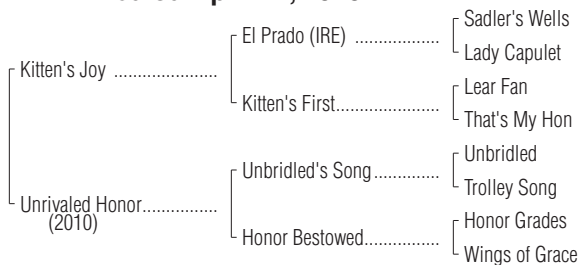 El Prado (IRE) ....................
Sadler's Wells
Lady Capulet
Kitten's Joy .........................
Kitten's First.........................
Lear Fan
That's My Hon
Unrivaled Honor..................
(2010)
Unbridled's Song................
Unbridled
Trolley Song
Honor Bestowed..................
Honor Grades
Wings of Grace